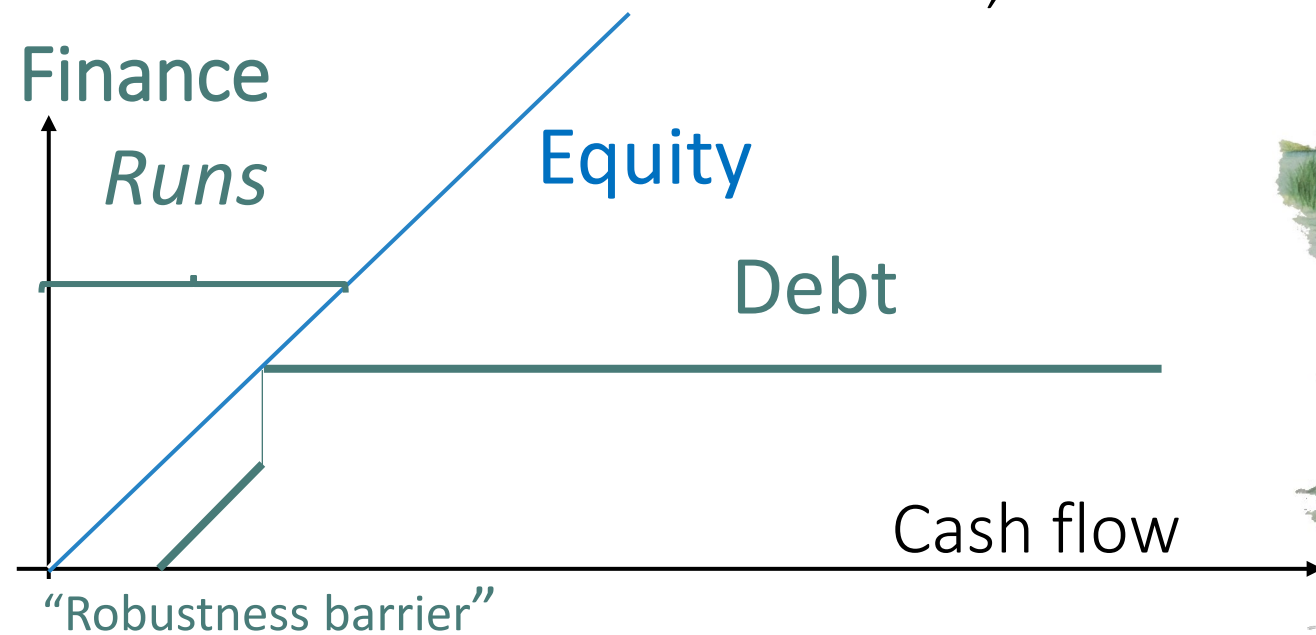 Finance
Runs
Equity
Debt
Cash flow
“Robustness barrier”